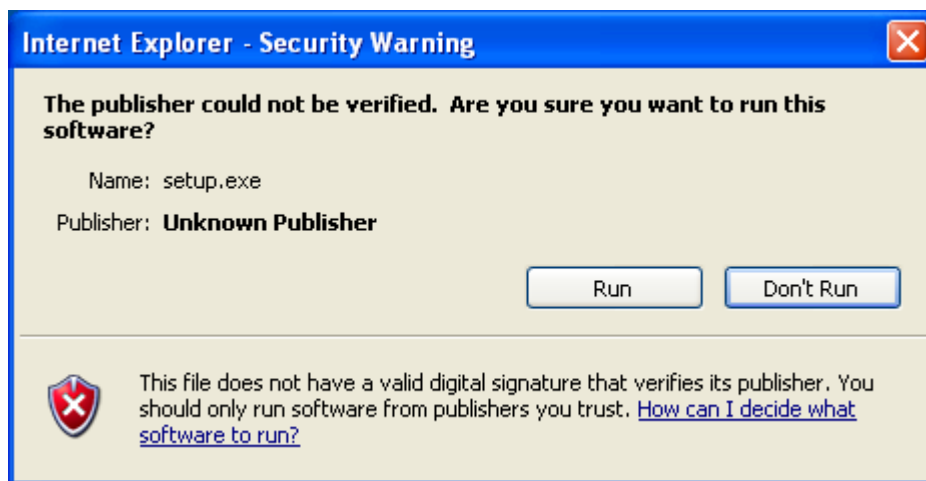 Internet Explorer - Security Warning
The publisher could not be verified.  Are you sure you want to run this
software?
Name: setup.exe
Publisher: Unknown Publisher
Run Don't Run
This file does not have a valid digital signature that verifies its publisher. You
should only run software from publishers you trust. How can I decide what
software to run?